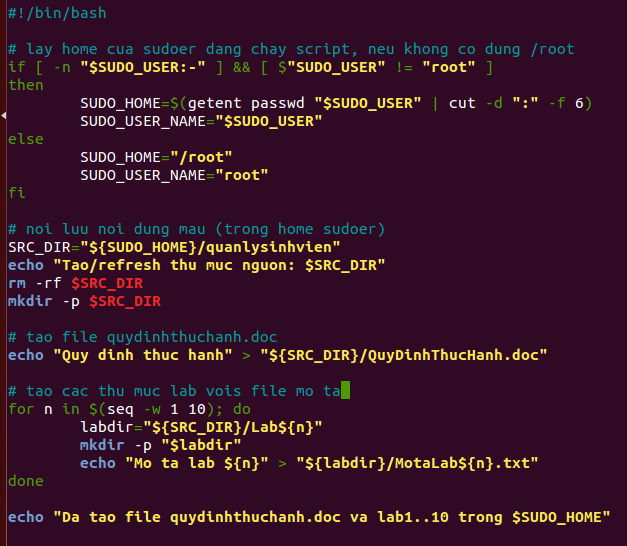 #!/bin/bash

# lay home cua sudoer dang chay script, neu khong co dung /root
if [ -n "$SUDO_USER:-" ] && [ $"SUDO_USER" != "root" ]
then
        SUDO_HOME=$(getent passwd "$SUDO_USER" | cut -d ":" -f 6)
        SUDO_USER_NAME="$SUDO_USER"
else
        SUDO_HOME="/root"
        SUDO_USER_NAME="root"
fi

# noi luu noi dung mau (trong home sudoer)
SRC_DIR="${SUDO_HOME}/quanlysinhvien"
echo "Tao/refresh thu muc nguon: $SRC_DIR"
rm -rf $SRC_DIR
mkdir -p $SRC_DIR

# tao file quydinhthuchanh.doc
echo "Quy dinh thuc hanh" > "${SRC_DIR}/QuyDinhThucHanh.doc"

# tao cac thu muc lab vois file mo ta
for n in $(seq -w 1 10); do
        labdir="${SRC_DIR}/Lab${n}"
        mkdir -p "$labdir"
        echo "Mo ta lab ${n}" > "${labdir}/MotaLab${n}.txt"
done

echo "Da tao file quydinhthuchanh.doc va lab1..10 trong $SUDO_HOME"